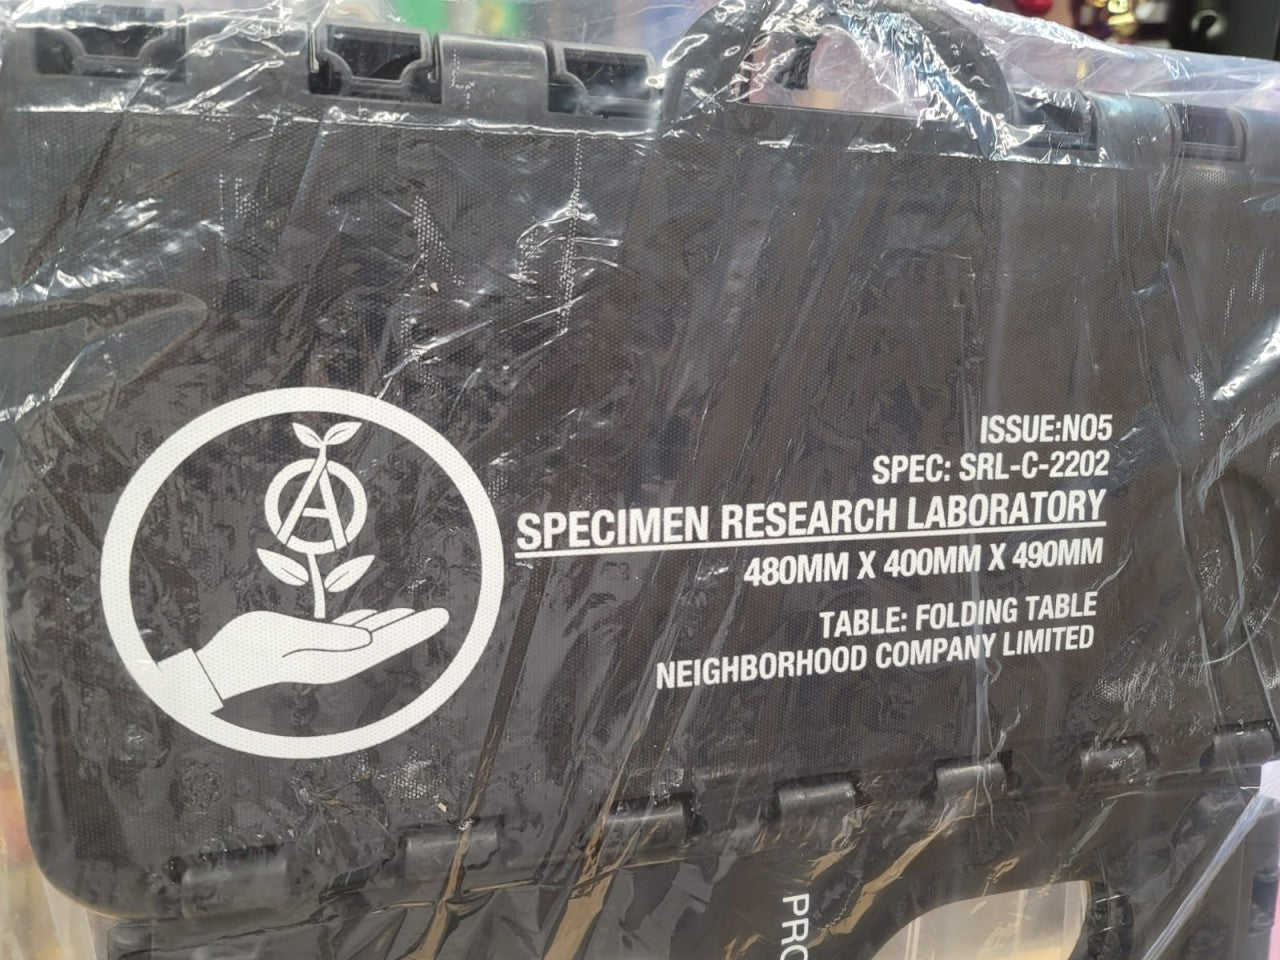 ISSUE:NO5
SPEC: SRL-C-2202
SPECIMEN RESEARCH LABORATORY
480MM X 400MM X 490MM
TABLE: FOLDING TABLE
NEIGHBORHOOD COMPANY LIMITED
A